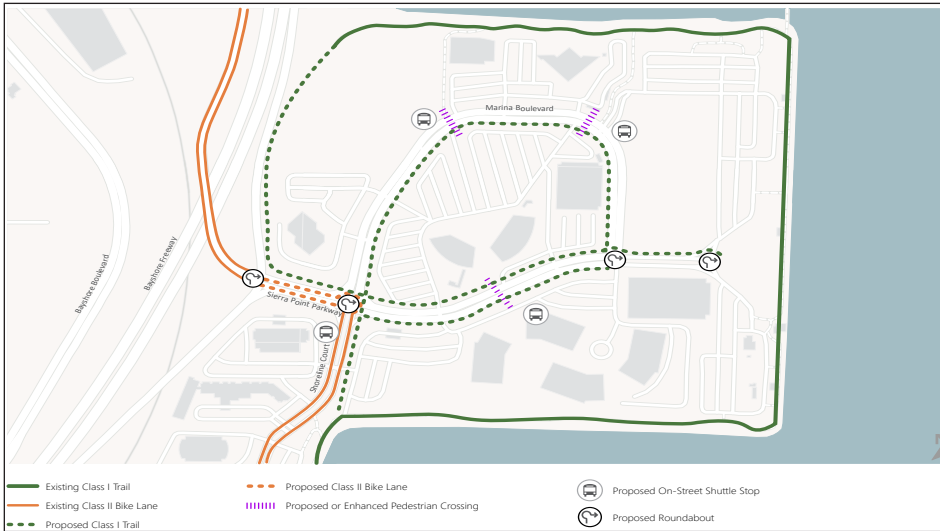 Marina Boulevard
Bayshore Boulevard
Bayshore Freeway
Sierra Point Parkway
Shoreline Court
Existing Class I Trail
Existing Class II Bike Lane
Proposed Class I Trail
Proposed Class II Bike Lane
Proposed or Enhanced Pedestrian Crossing
Proposed On-Street Shuttle Stop
Proposed Roundabout